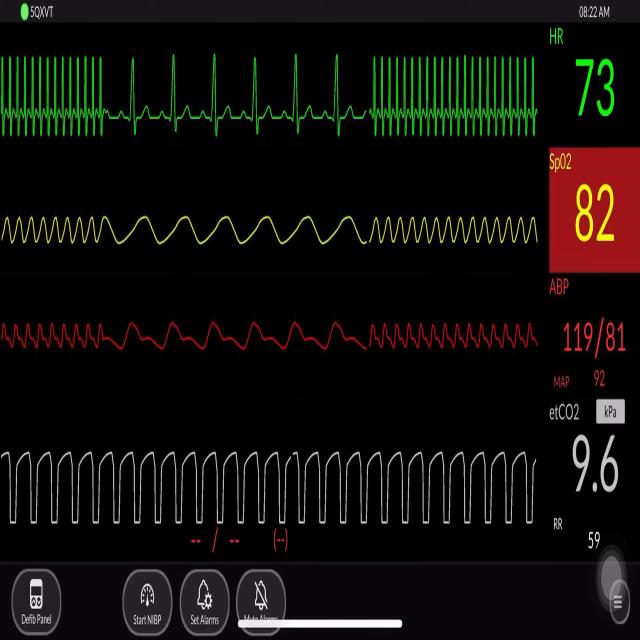 5QXVT
08:22 AM
HR
73
SpO2
82
ABP
119/81
MAP 92
etCO2 kPa
9.6
RR
59
-- / -- (--)
Defib Panel
Start NIBP
Set Alarms
Mute Alarms